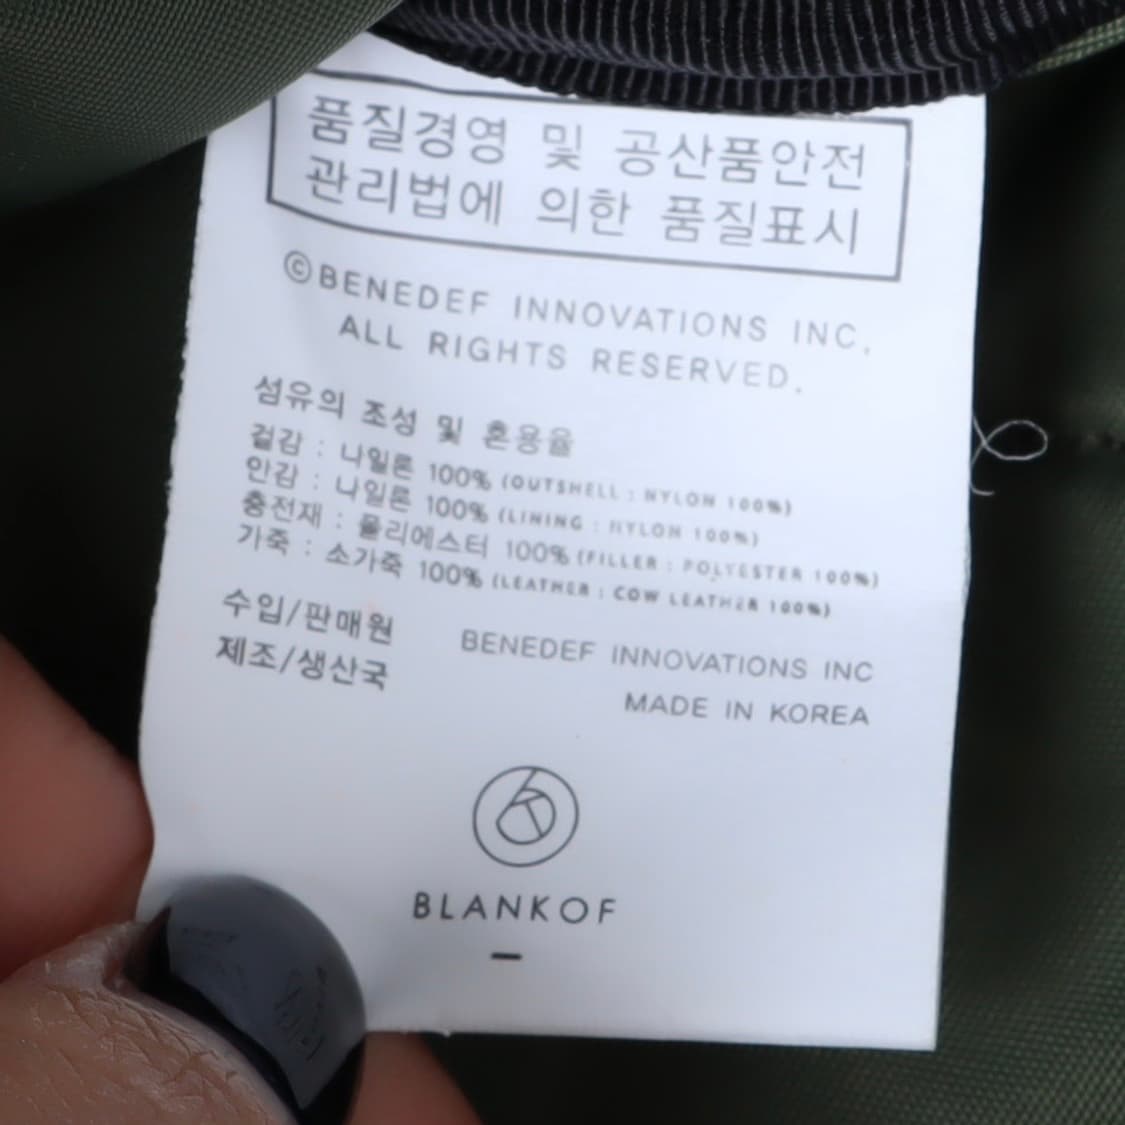 품질경영 및 공산품안전
관리법에 의한 품질표시
©BENEDEF INNOVATIONS INC.
ALL RIGHTS RESERVED.
섬유의 조성 및 혼용율
겉감 : 나일론 100% (OUTSHELL : NYLON 100%)
안감 : 나일론 100% (LINING : NYLON 100%)
충전재 : 폴리에스터 100% (FILLER : POLYESTER 100%)
가죽 : 소가죽 100% (LEATHER : COW LEATHER 100%)
수입/판매원 BENEDEF INNOVATIONS INC
제조/생산국 MADE IN KOREA
BLANKOF